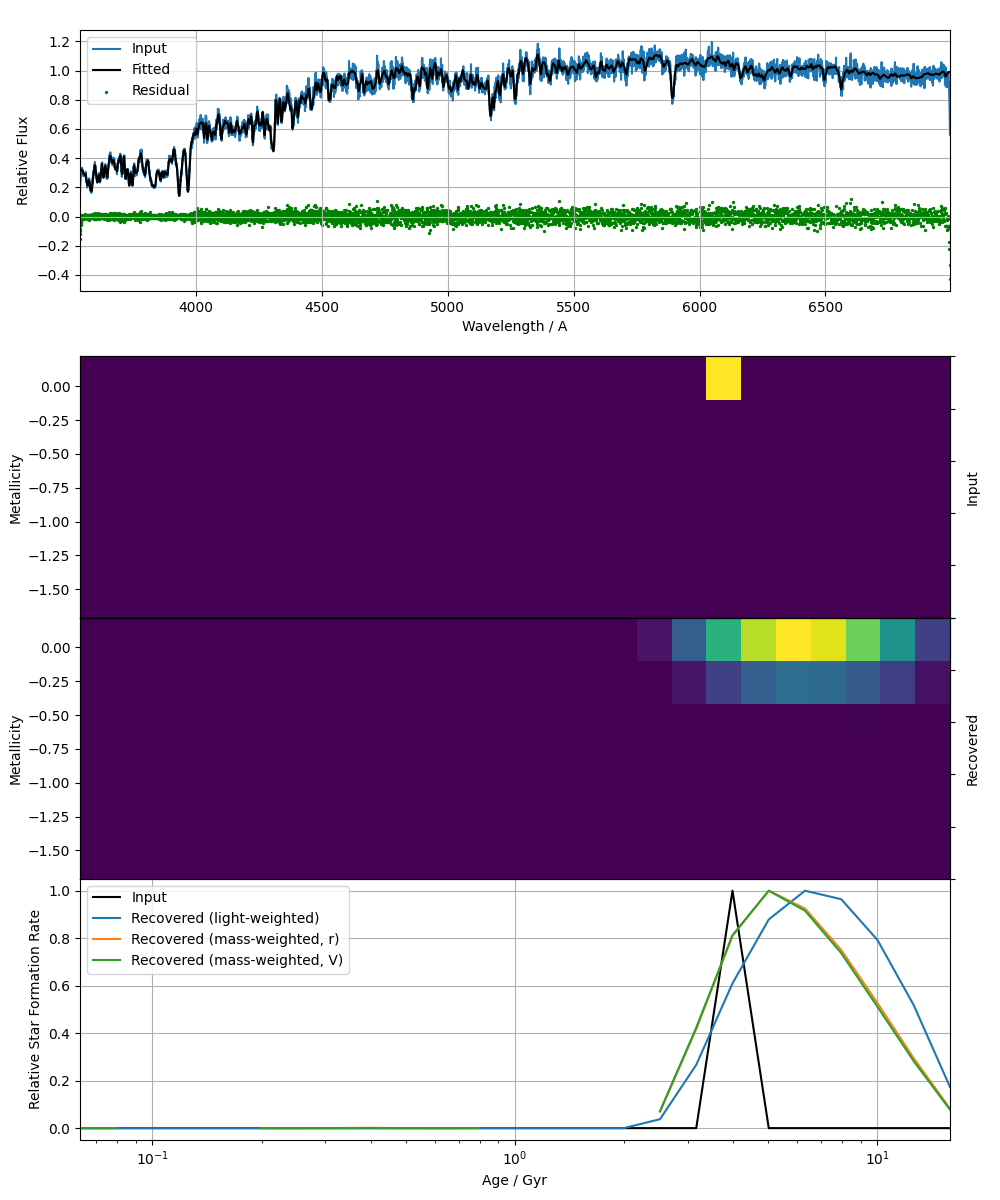 1.2
1.0
0.8
0.6
0.4
0.2
0.0
−0.2
−0.4
Relative Flux
Input
Fitted
Residual
4000
4500
5000
5500
6000
6500
Wavelength / A
0.00
−0.25
−0.50
−0.75
−1.00
−1.25
−1.50
Metallicity
Input
0.00
−0.25
−0.50
−0.75
−1.00
−1.25
−1.50
Metallicity
Recovered
1.0
0.8
0.6
0.4
0.2
0.0
Relative Star Formation Rate
Input
Recovered (light-weighted)
Recovered (mass-weighted, r)
Recovered (mass-weighted, V)
10⁻¹
10⁰
10¹
Age / Gyr